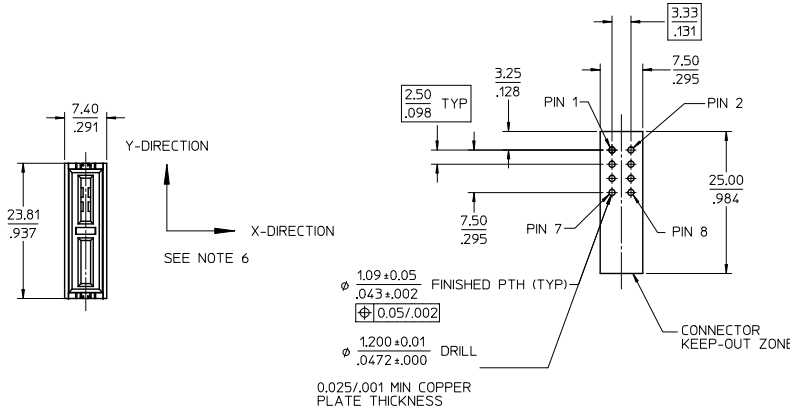 3.33
.131
7.50
.295
3.25
.128
2.50
.098
TYP
PIN 1
PIN 2
7.40
.291
Y-DIRECTION
23.81
.937
X-DIRECTION
SEE NOTE 6
25.00
.984
7.50
.295
PIN 7
PIN 8
⌀ 1.09 ±0.05
.043 ±.002
FINISHED PTH (TYP)
⌖ 0.05/.002
⌀ 1.200 ±0.01
.0472 ±.000
DRILL
CONNECTOR
KEEP-OUT ZONE
0.025/.001 MIN COPPER
PLATE THICKNESS